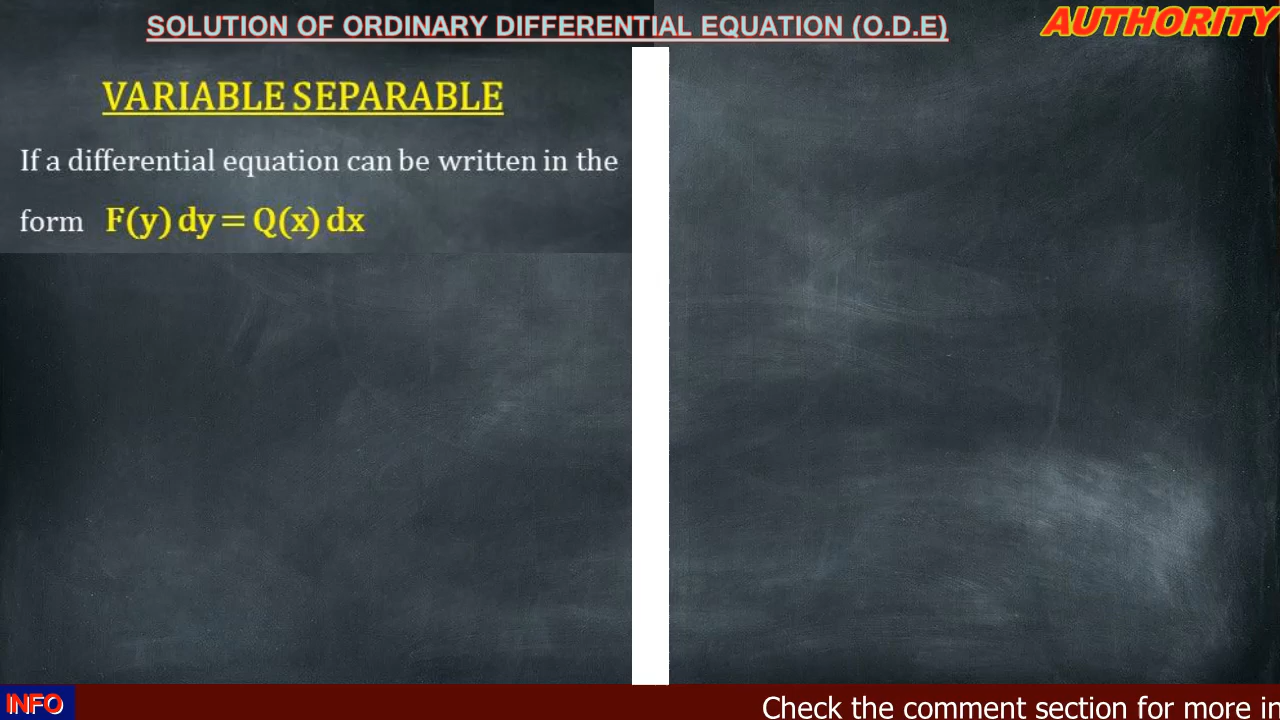 SOLUTION OF ORDINARY DIFFERENTIAL EQUATION (O.D.E)
AUTHORITY
VARIABLE SEPARABLE
If a differential equation can be written in the
form F(y) dy = Q(x) dx
INFO
Check the comment section for more in